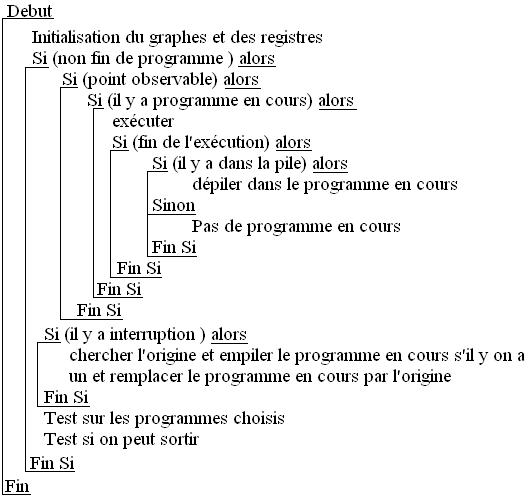 Debut
Initialisation du graphes et des registres
Si (non fin de programme ) alors
Si (point observable) alors
Si (il y a programme en cours) alors
exécuter
Si (fin de l'exécution) alors
Si (il y a dans la pile) alors
dépiler dans le programme en cours
Sinon
Pas de programme en cours
Fin Si
Fin Si
Fin Si
Fin Si
Si (il y a interruption ) alors
chercher l'origine et empiler le programme en cours s'il y on a
un et remplacer le programme en cours par l'origine
Fin Si
Test sur les programmes choisis
Test si on peut sortir
Fin Si
Fin